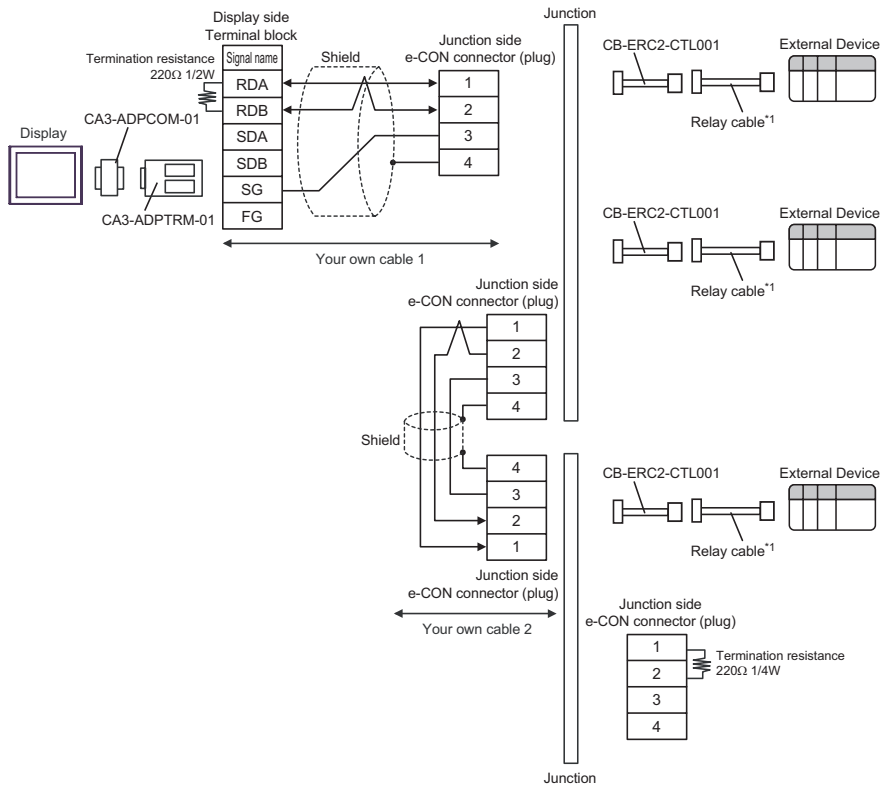 Junction
Display side
Terminal block
Signal name
RDA
RDB
SDA
SDB
SG
FG
Termination resistance
220Ω 1/2W
Shield
Junction side
e-CON connector (plug)
1
2
3
4
Display
CA3-ADPCOM-01
CA3-ADPTRM-01
Your own cable 1
CB-ERC2-CTL001
External Device
Relay cable*1
CB-ERC2-CTL001
External Device
Relay cable*1
Junction side
e-CON connector (plug)
1
2
3
4
Shield
4
3
2
1
Junction side
e-CON connector (plug)
Your own cable 2
CB-ERC2-CTL001
External Device
Relay cable*1
Junction side
e-CON connector (plug)
1
2
3
4
Termination resistance
220Ω 1/4W
Junction